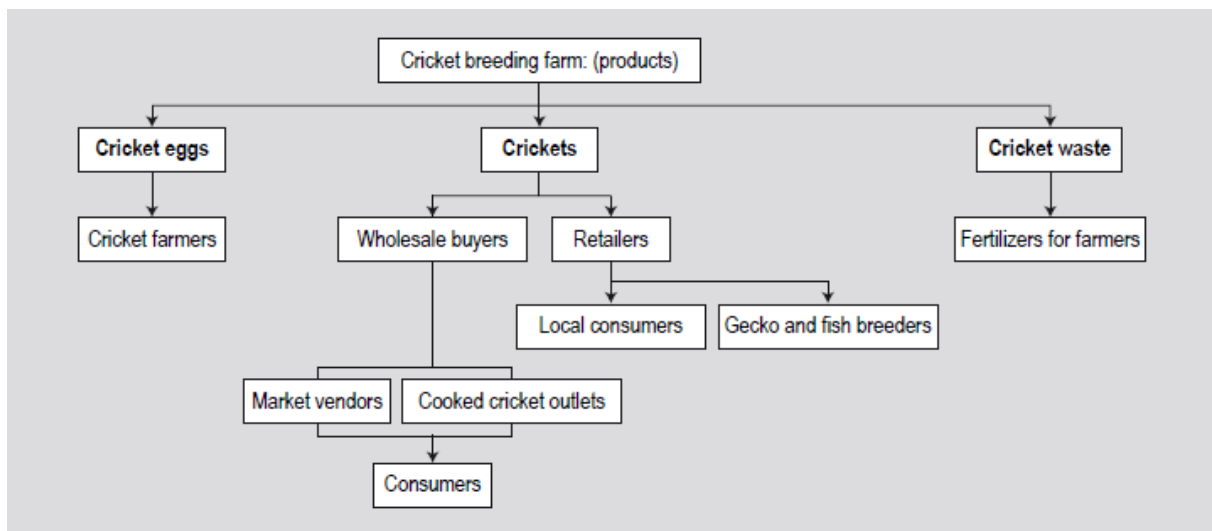 Cricket breeding farm: (products)
Cricket eggs
Crickets
Cricket waste
Cricket farmers
Wholesale buyers
Retailers
Fertilizers for farmers
Local consumers
Gecko and fish breeders
Market vendors
Cooked cricket outlets
Consumers